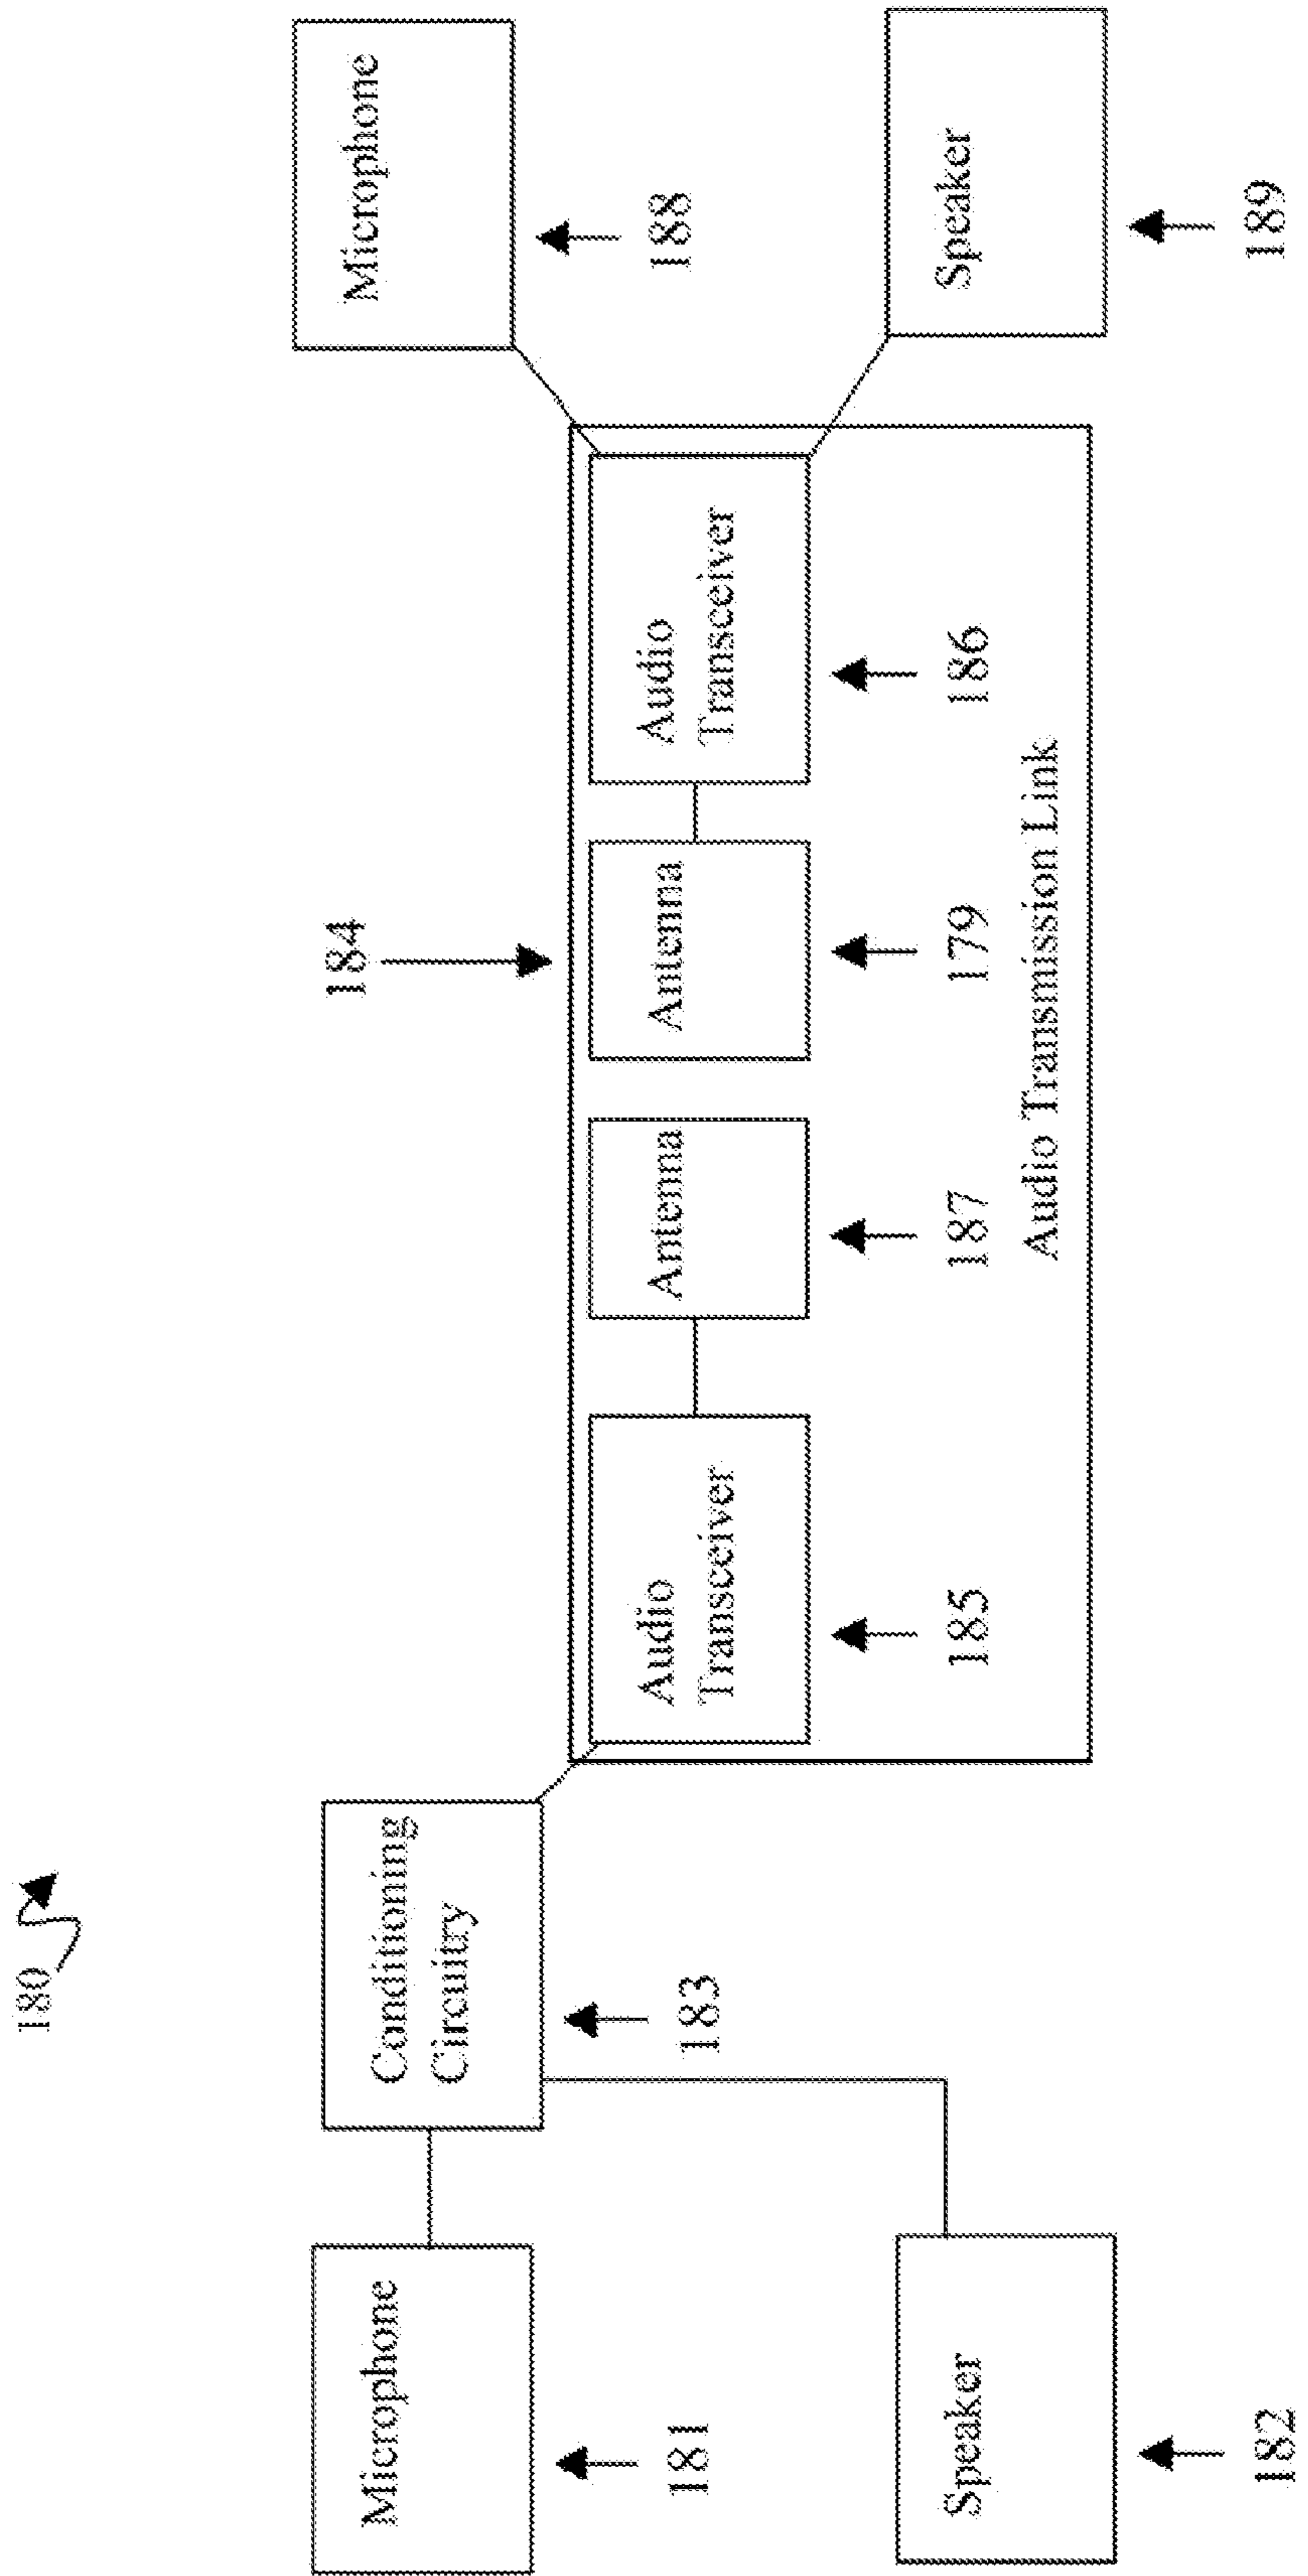 180
Microphone
181
Speaker
182
Conditioning
Circuitry
183
184
Audio
Transceiver
185
Antenna
187
Antenna
179
Audio
Transceiver
186
Audio Transmission Link
Microphone
188
Speaker
189